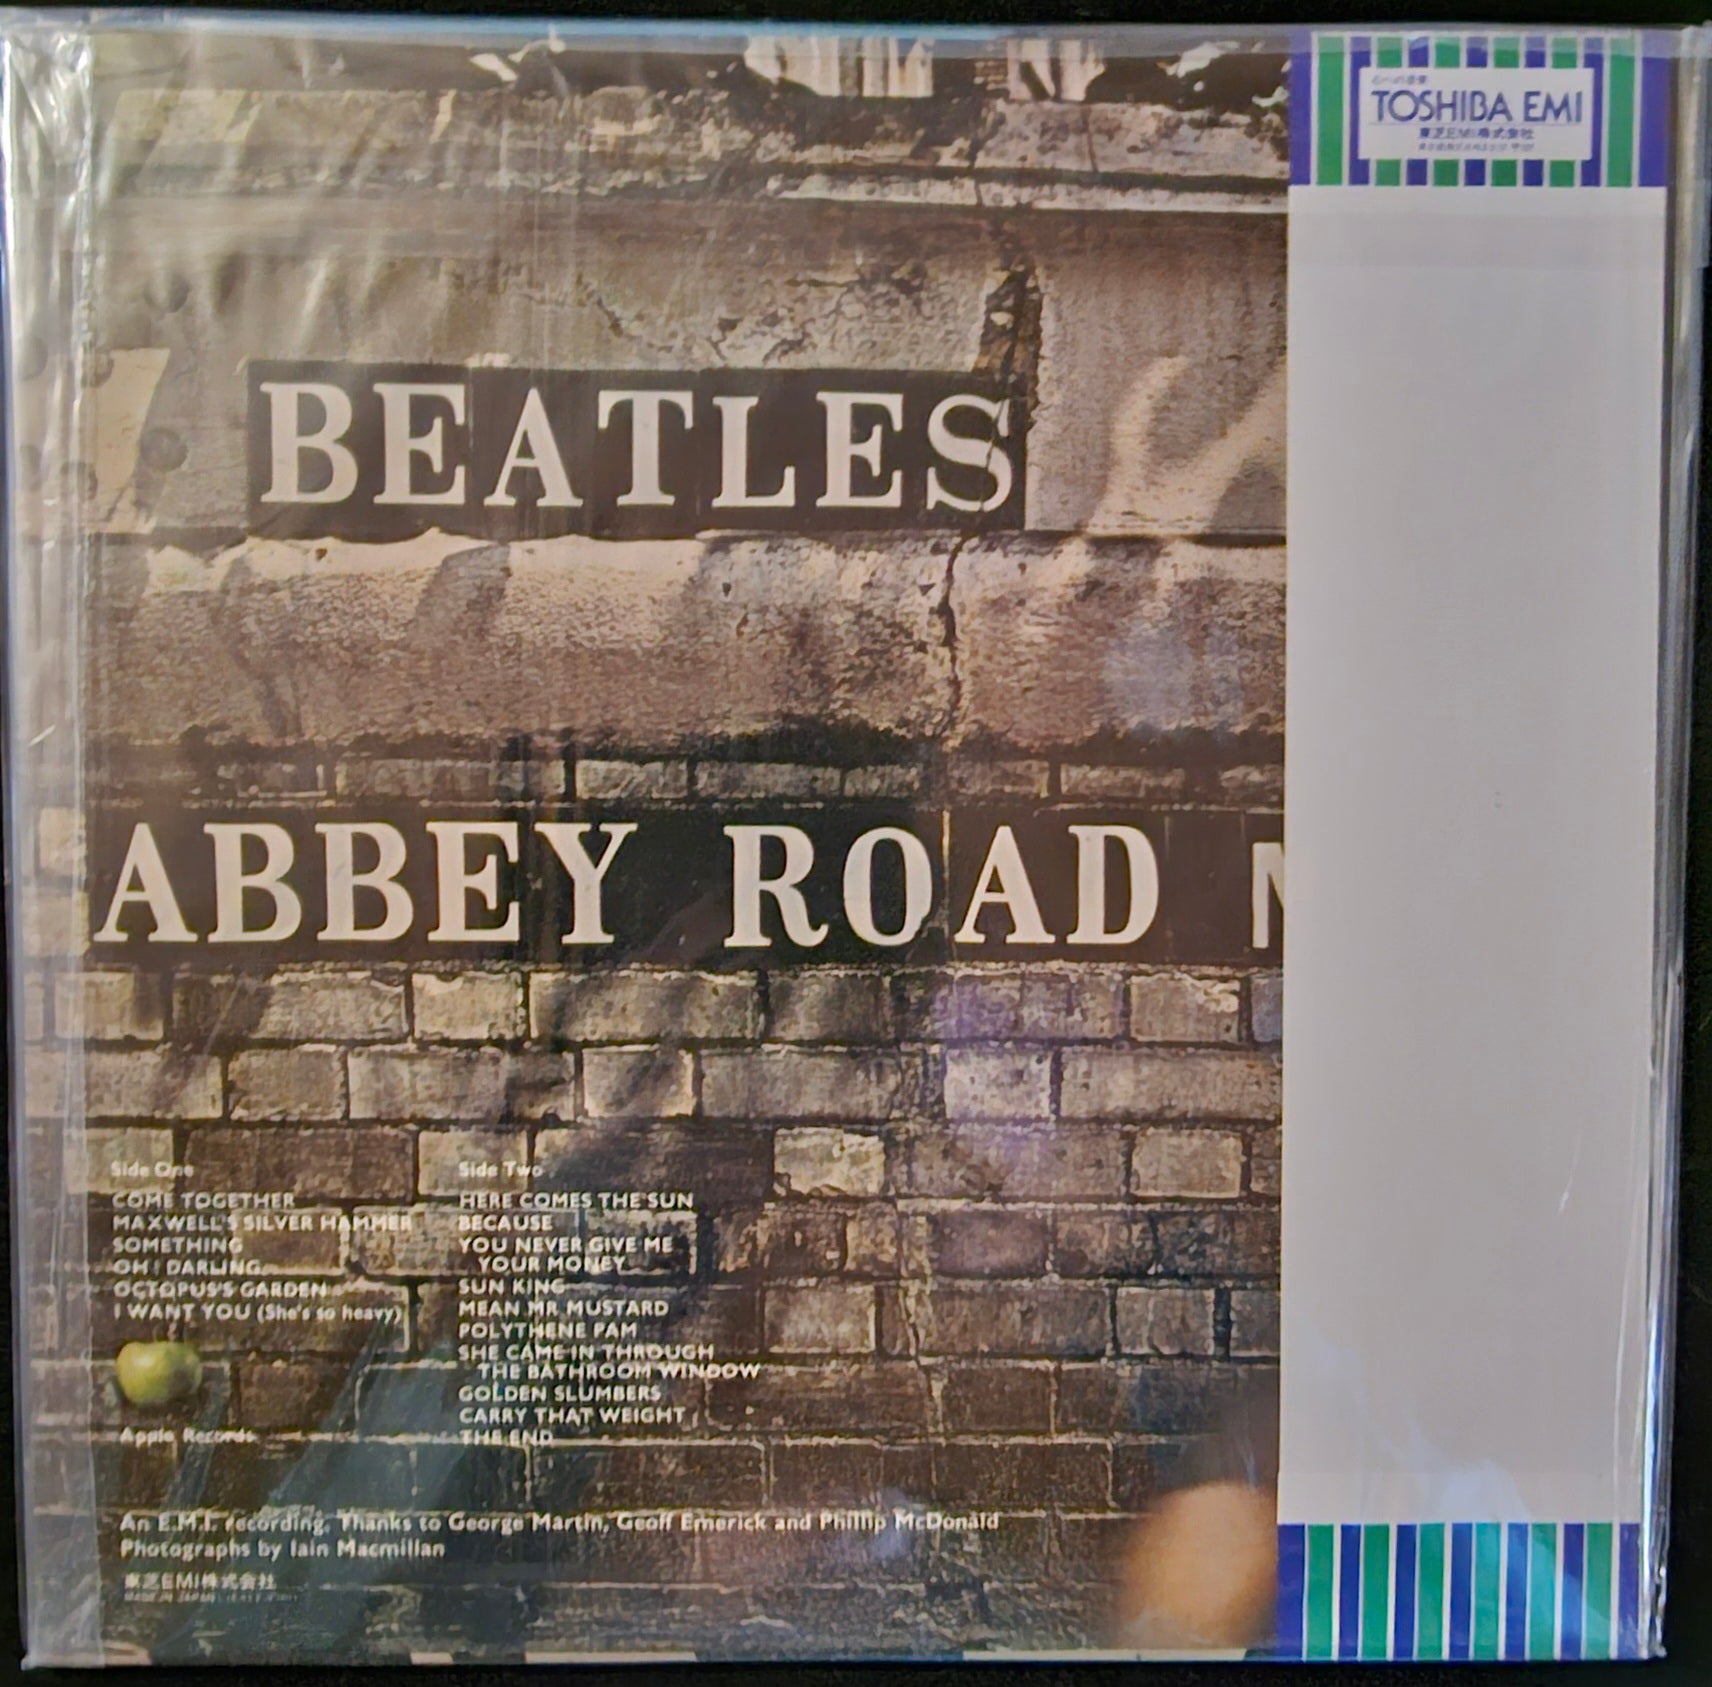 TOSHIBA EMI
東芝EMI株式会社
BEATLES
ABBEY ROAD
Side One
COME TOGETHER
MAXWELL'S SILVER HAMMER
SOMETHING
OH! DARLING
OCTOPUS'S GARDEN
I WANT YOU (She's so heavy)
Apple Records
Side Two
HERE COMES THE SUN
BECAUSE
YOU NEVER GIVE ME
YOUR MONEY
SUN KING
MEAN MR MUSTARD
POLYTHENE PAM
SHE CAME IN THROUGH
THE BATHROOM WINDOW
GOLDEN SLUMBERS
CARRY THAT WEIGHT
THE END
An E.M.I. recording. Thanks to George Martin, Geoff Emerick and Phillip McDonald
Photographs by Iain Macmillan
東芝EMI株式会社
MADE IN JAPAN